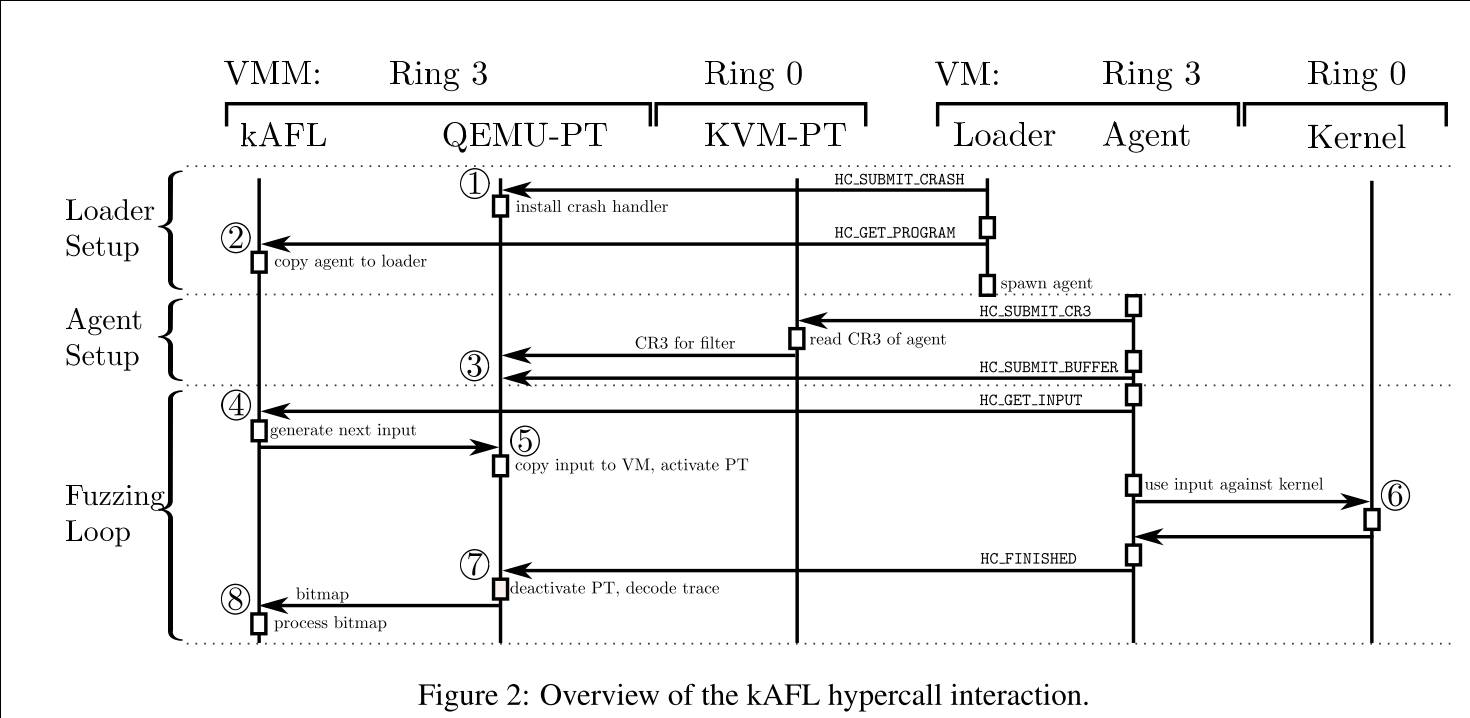 VMM: Ring 3 Ring 0 VM: Ring 3 Ring 0
kAFL QEMU-PT KVM-PT Loader Agent Kernel
Loader
Setup
① HC_SUBMIT_CRASH
install crash handler
② HC_GET_PROGRAM
copy agent to loader
spawn agent
Agent
Setup
HC_SUBMIT_CR3
read CR3 of agent
CR3 for filter
③ HC_SUBMIT_BUFFER
Fuzzing
Loop
④ HC_GET_INPUT
generate next input
⑤
copy input to VM, activate PT
use input against kernel
⑥
⑦ HC_FINISHED
deactivate PT, decode trace
⑧ bitmap
process bitmap
Figure 2: Overview of the kAFL hypercall interaction.